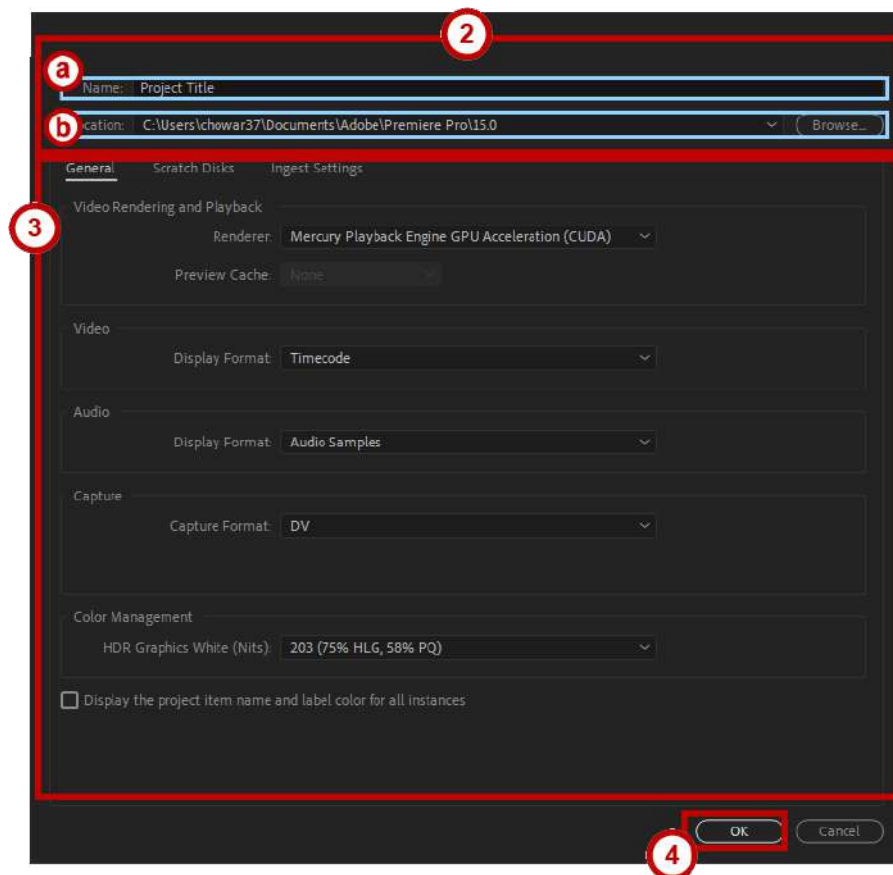 2
a
Name: Project Title
b
ocation: C:\Users\chowar37\Documents\Adobe\Premiere Pro\15.0 Browse...
General Scratch Disks Ingest Settings
3
Video Rendering and Playback
Renderer: Mercury Playback Engine GPU Acceleration (CUDA)
Preview Cache: None
Video
Display Format: Timecode
Audio
Display Format: Audio Samples
Capture
Capture Format: DV
Color Management
HDR Graphics White (Nits): 203 (75% HLG, 58% PQ)
Display the project item name and label color for all instances
OK Cancel
4